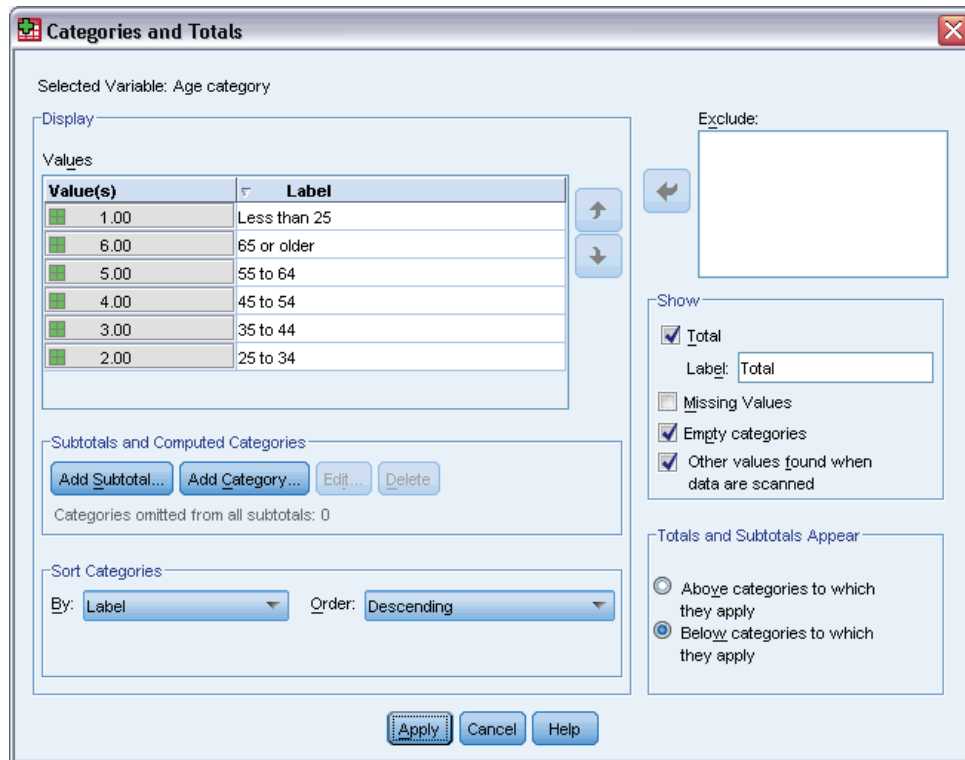 Categories and Totals
Selected Variable: Age category
Display
Values
Value(s) Label
1.00 Less than 25
6.00 65 or older
5.00 55 to 64
4.00 45 to 54
3.00 35 to 44
2.00 25 to 34
Subtotals and Computed Categories
Add Subtotal... Add Category... Edit... Delete
Categories omitted from all subtotals: 0
Sort Categories
By: Label Order: Descending
Exclude:
Show
Total
Label: Total
Missing Values
Empty categories
Other values found when
data are scanned
Totals and Subtotals Appear
Above categories to which
they apply
Below categories to which
they apply
Apply Cancel Help